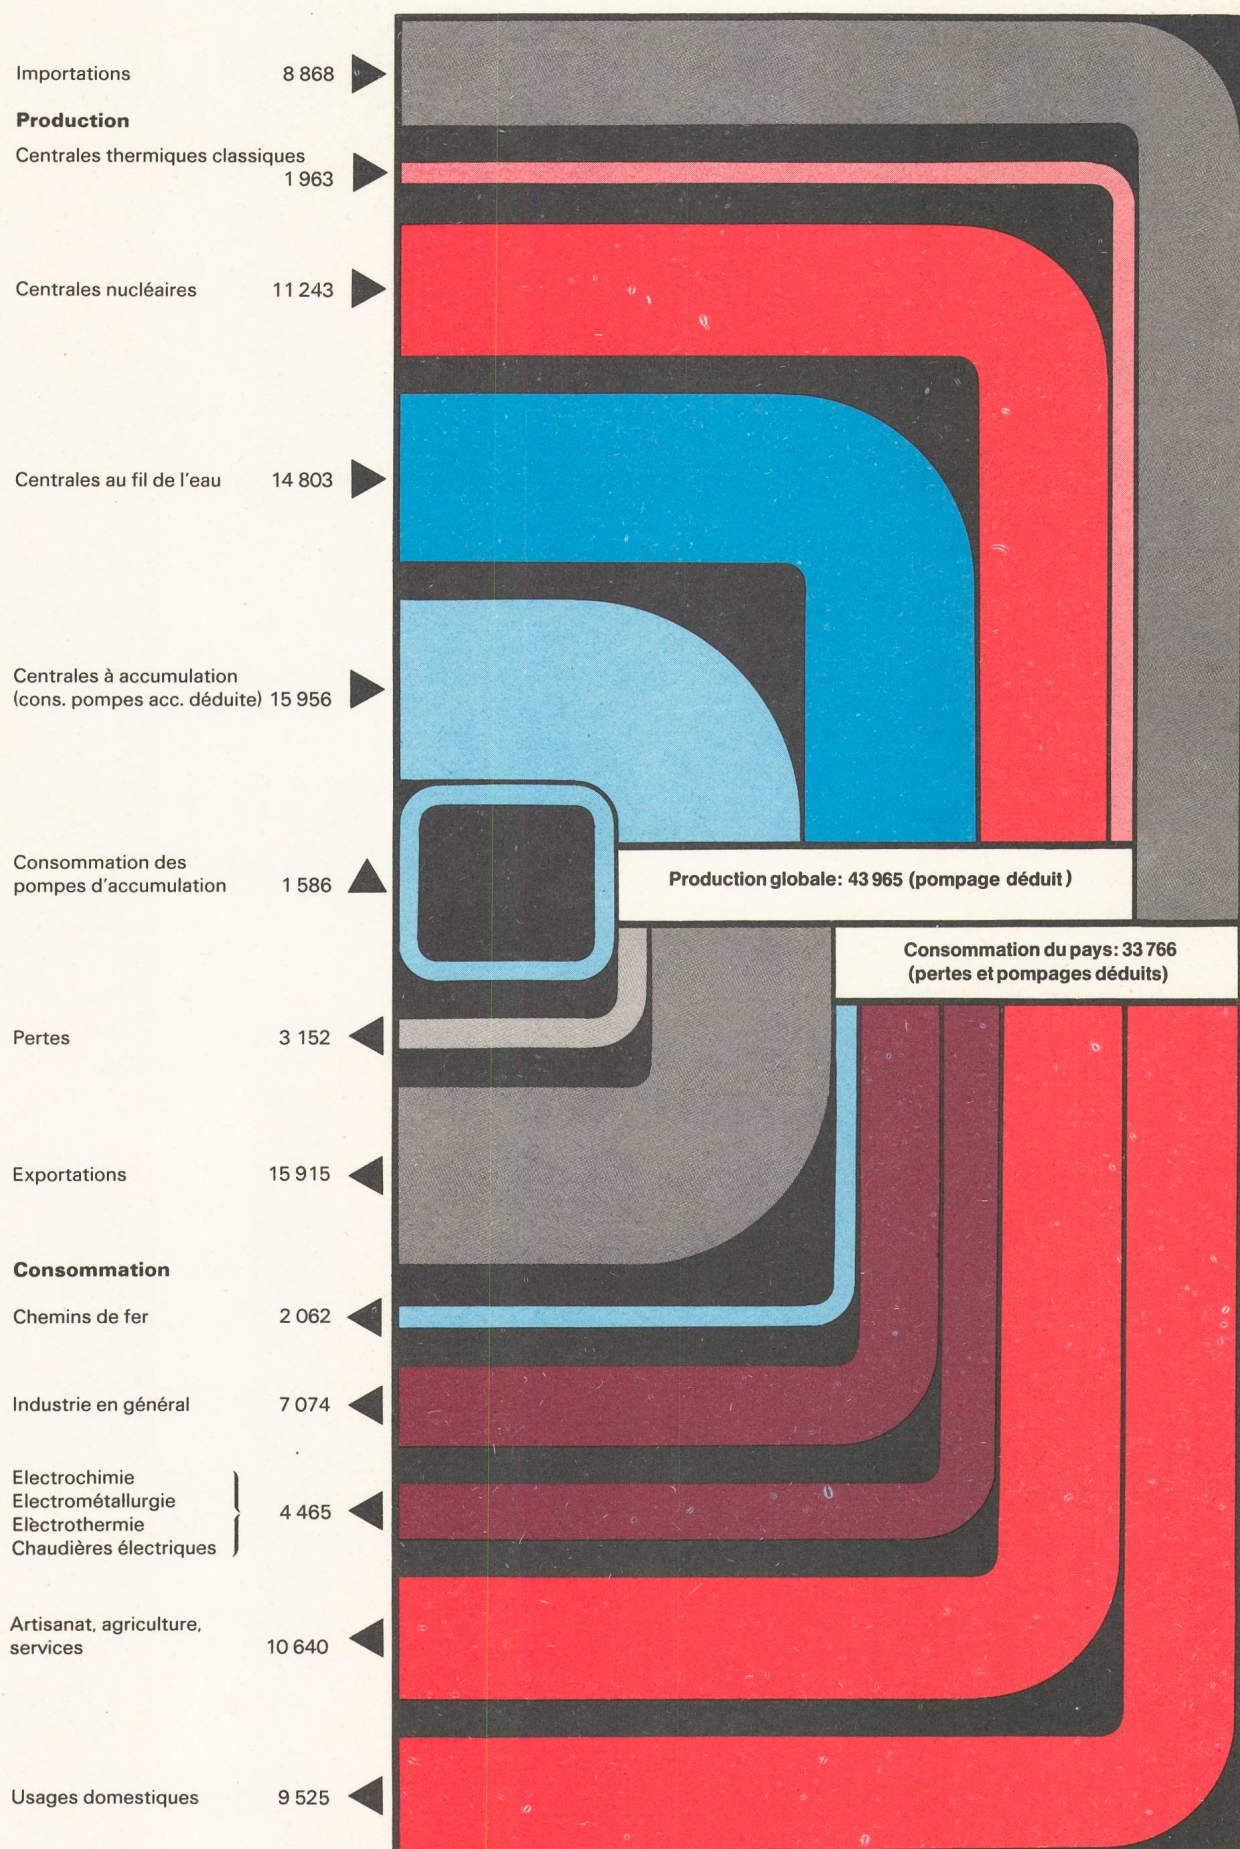 Importations 8 868
Production
Centrales thermiques classiques
1 963
Centrales nucléaires 11 243
Centrales au fil de l'eau 14 803
Centrales à accumulation
(cons. pompes acc. déduite) 15 956
Consommation des
pompes d'accumulation 1 586
Production globale: 43 965 (pompage déduit)
Consommation du pays: 33 766
(pertes et pompages déduits)
Pertes 3 152
Exportations 15 915
Consommation
Chemins de fer 2 062
Industrie en général 7 074
Electrochimie
Electrométallurgie
Electrothermie
Chaudières électriques
4 465
Artisanat, agriculture,
services 10 640
Usages domestiques 9 525